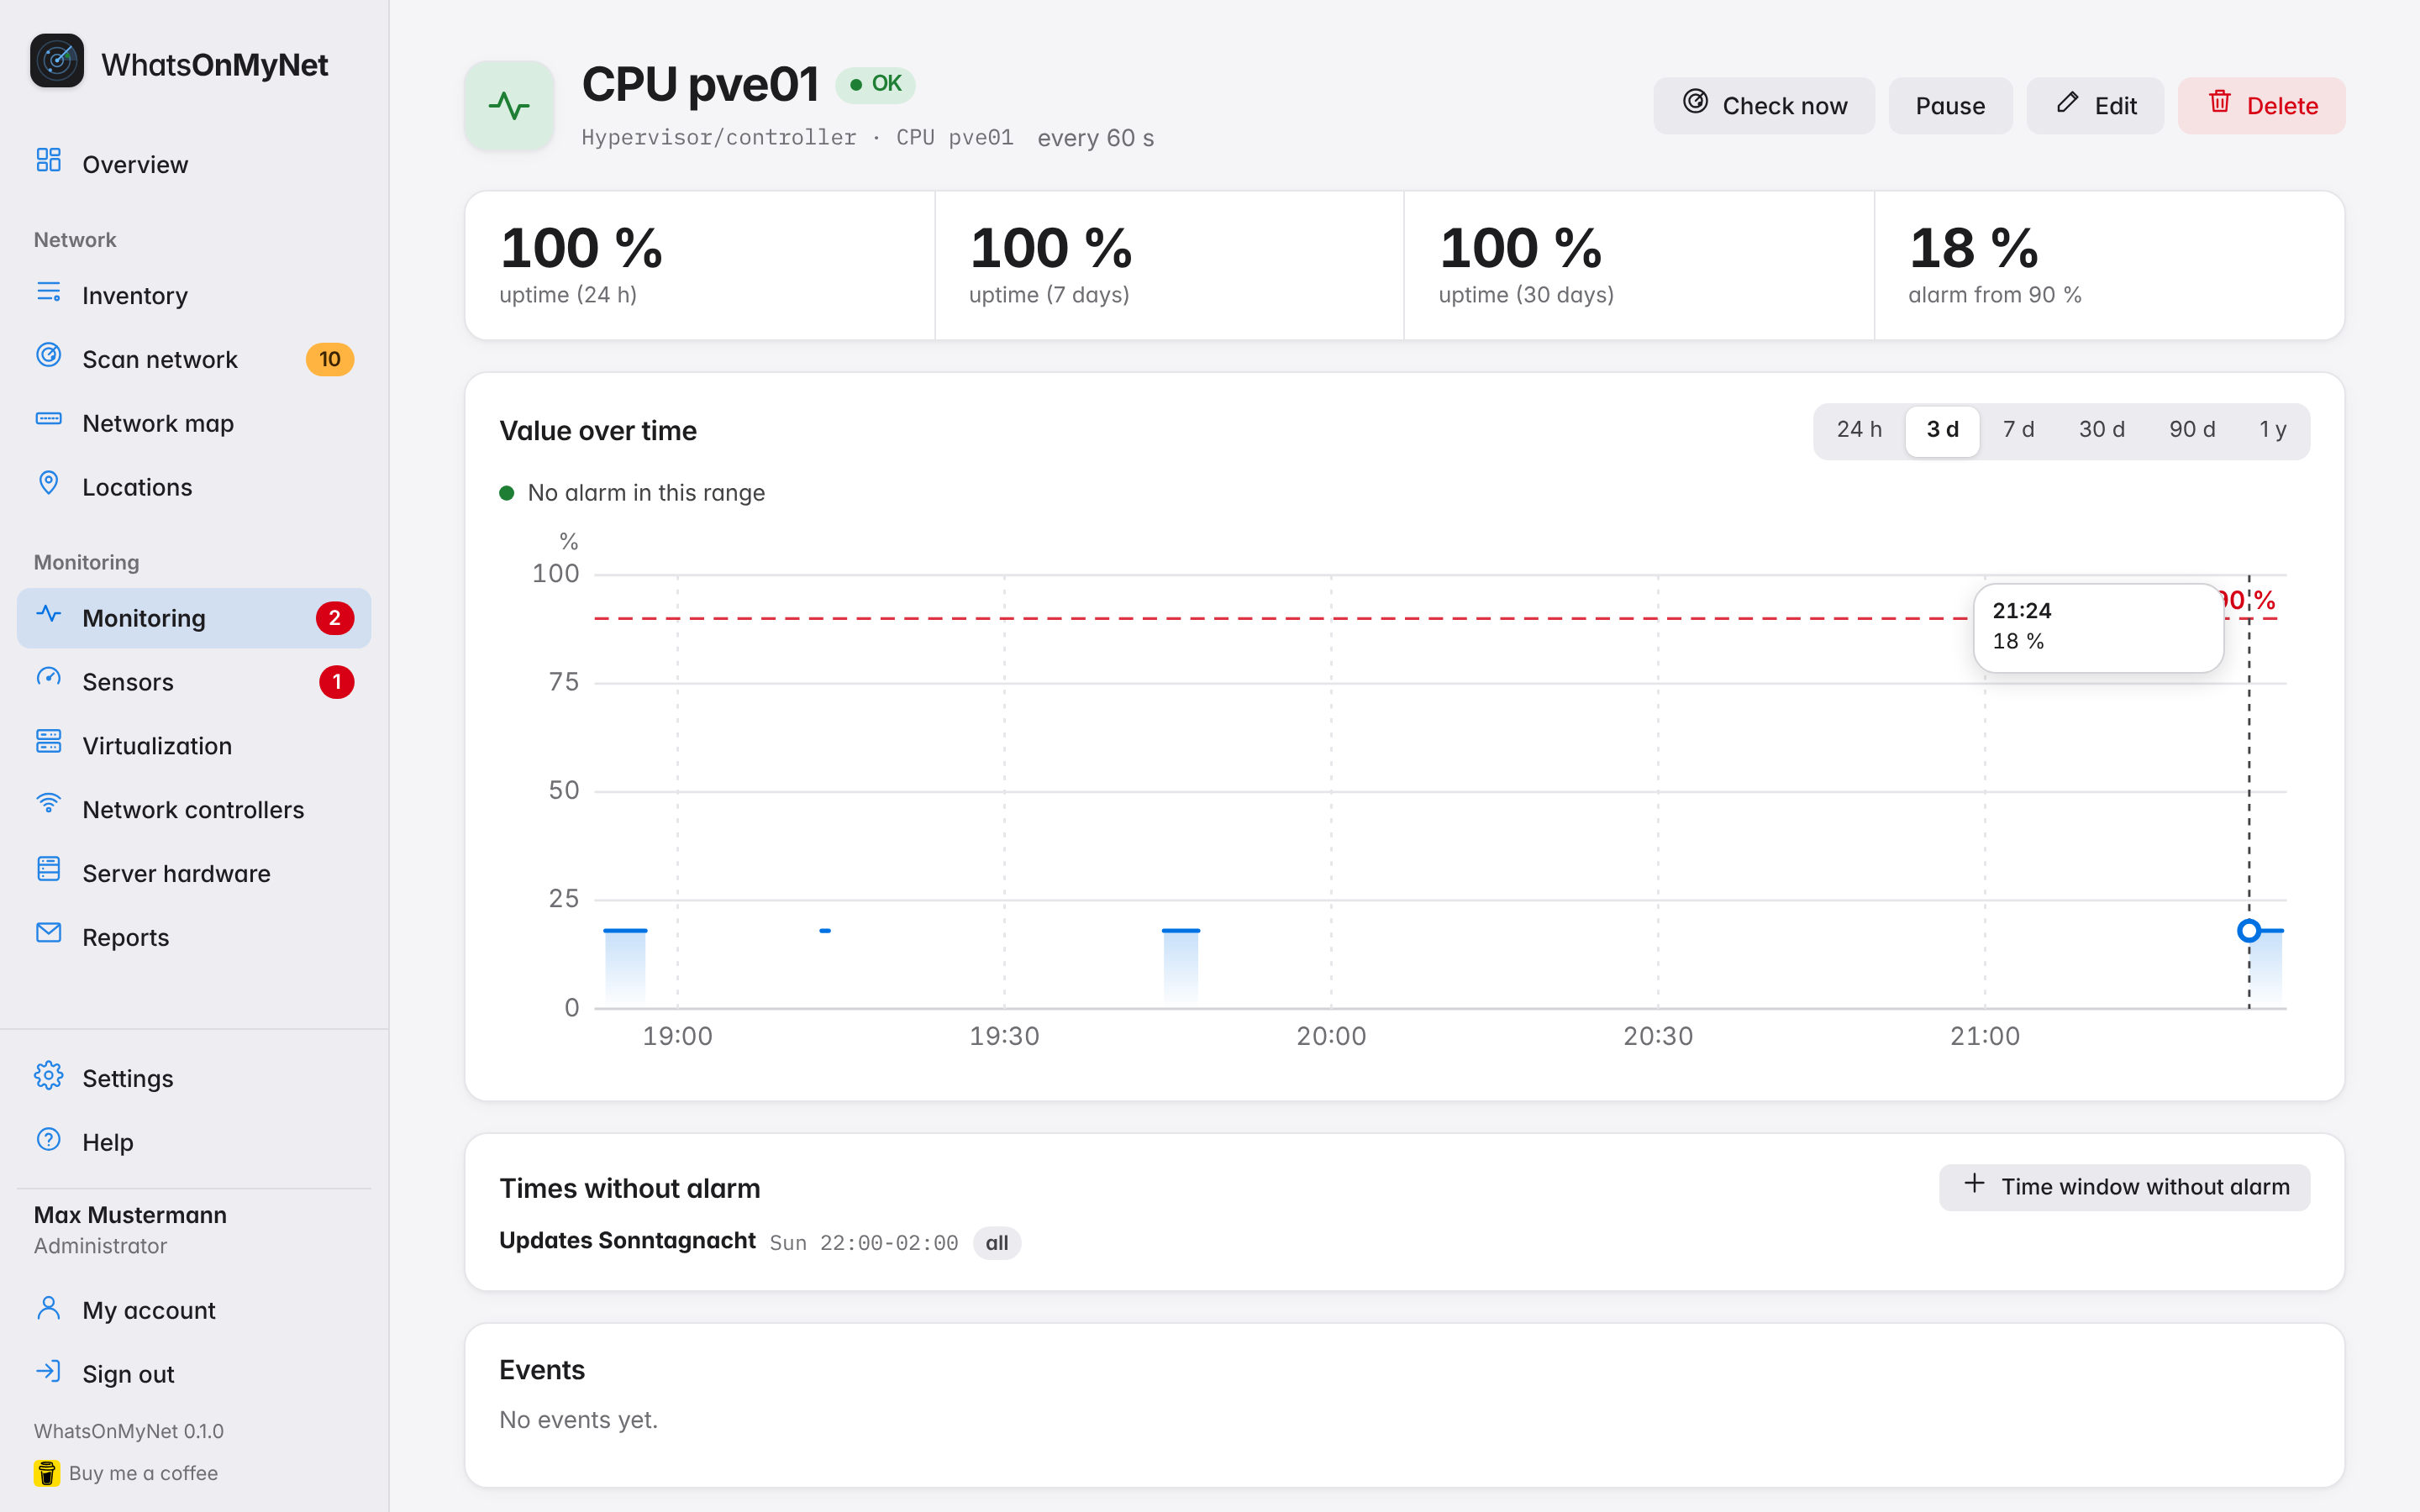 WhatsOnMyNet
Overview
Network
Inventory
Scan network 10
Network map
Locations
Monitoring
Monitoring 2
Sensors 1
Virtualization
Network controllers
Server hardware
Reports
Settings
Help
Max Mustermann
Administrator
My account
Sign out
WhatsOnMyNet 0.1.0
Buy me a coffee
CPU pve01 OK
Hypervisor/controller · CPU pve01 every 60 s
Check now Pause Edit Delete
100 % 100 % 100 % 18 %
uptime (24 h) uptime (7 days) uptime (30 days) alarm from 90 %
Value over time 24 h 3 d 7 d 30 d 90 d 1 y
No alarm in this range
%
100
90 %
21:24
18 %
75
50
25
0
19:00 19:30 20:00 20:30 21:00
Times without alarm + Time window without alarm
Updates Sonntagnacht Sun 22:00-02:00 all
Events
No events yet.